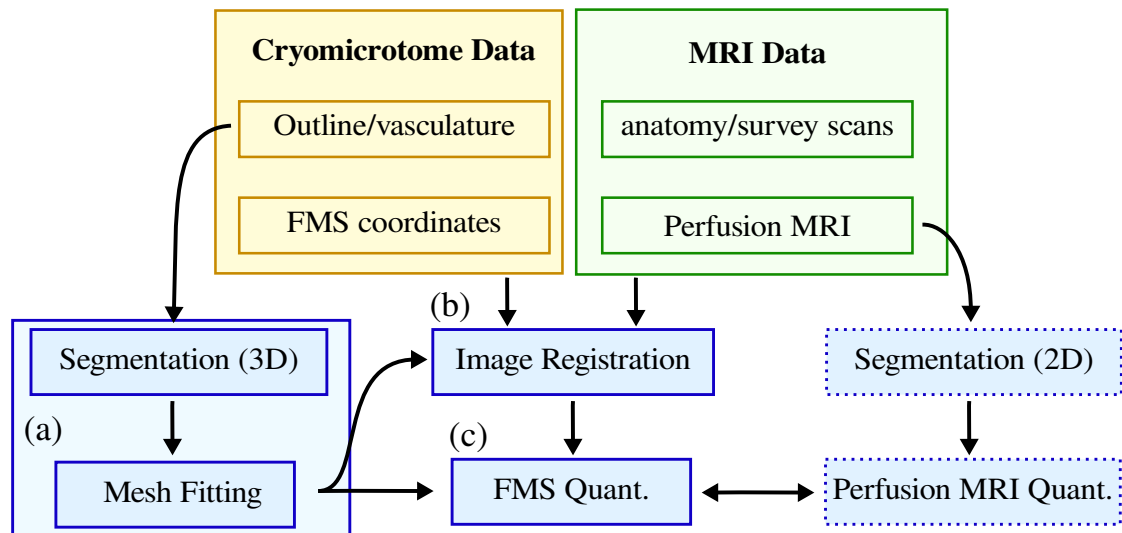 Cryomicrotome Data
MRI Data
Outline/vasculature
anatomy/survey scans
FMS coordinates
Perfusion MRI
(b)
Segmentation (3D)
Image Registration
Segmentation (2D)
(a)
(c)
Mesh Fitting
FMS Quant.
Perfusion MRI Quant.